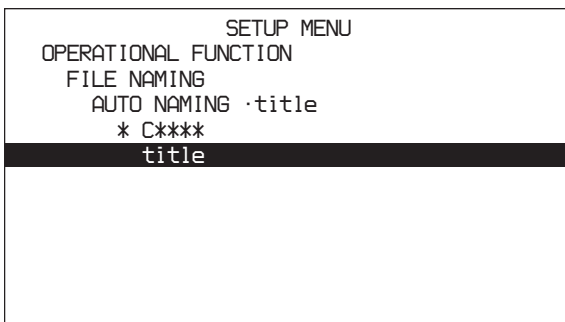 SETUP MENU
OPERATIONAL FUNCTION
FILE NAMING
AUTO NAMING ·title
* C****
title